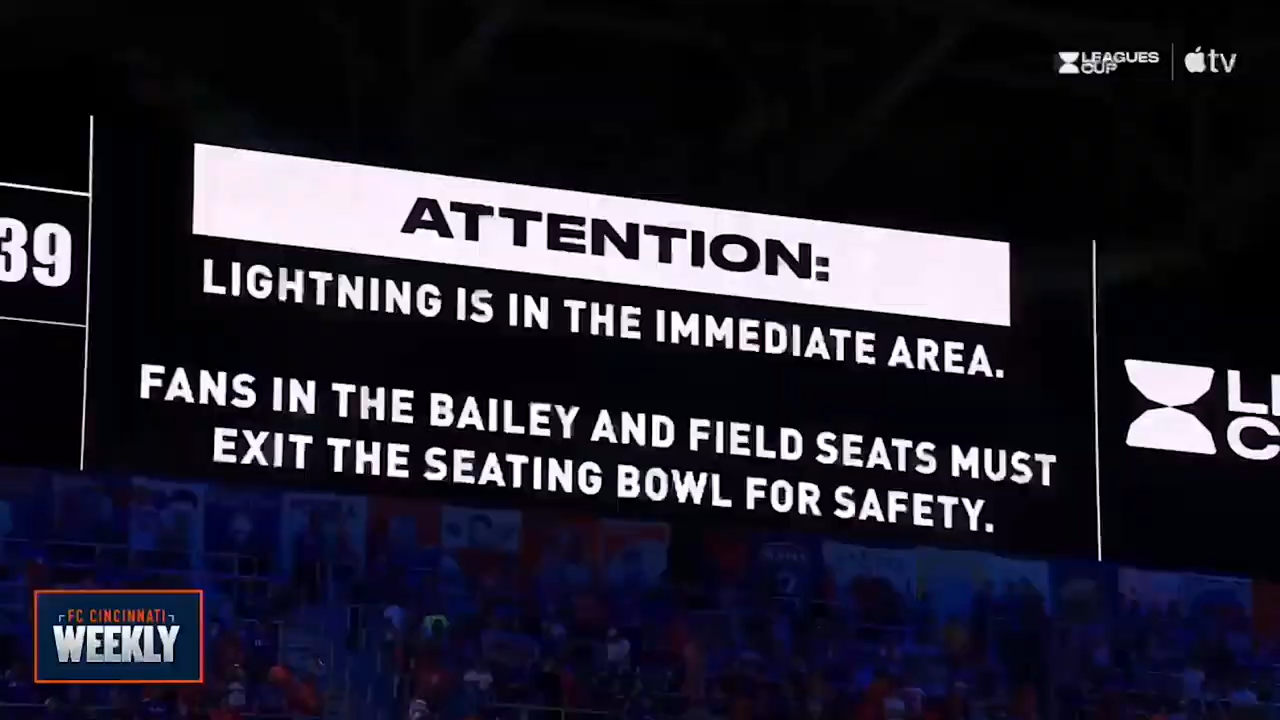 LEAGUES
CUP
tv
39
ATTENTION:
LIGHTNING IS IN THE IMMEDIATE AREA.
FANS IN THE BAILEY AND FIELD SEATS MUST
EXIT THE SEATING BOWL FOR SAFETY.
FC CINCINNATI
WEEKLY